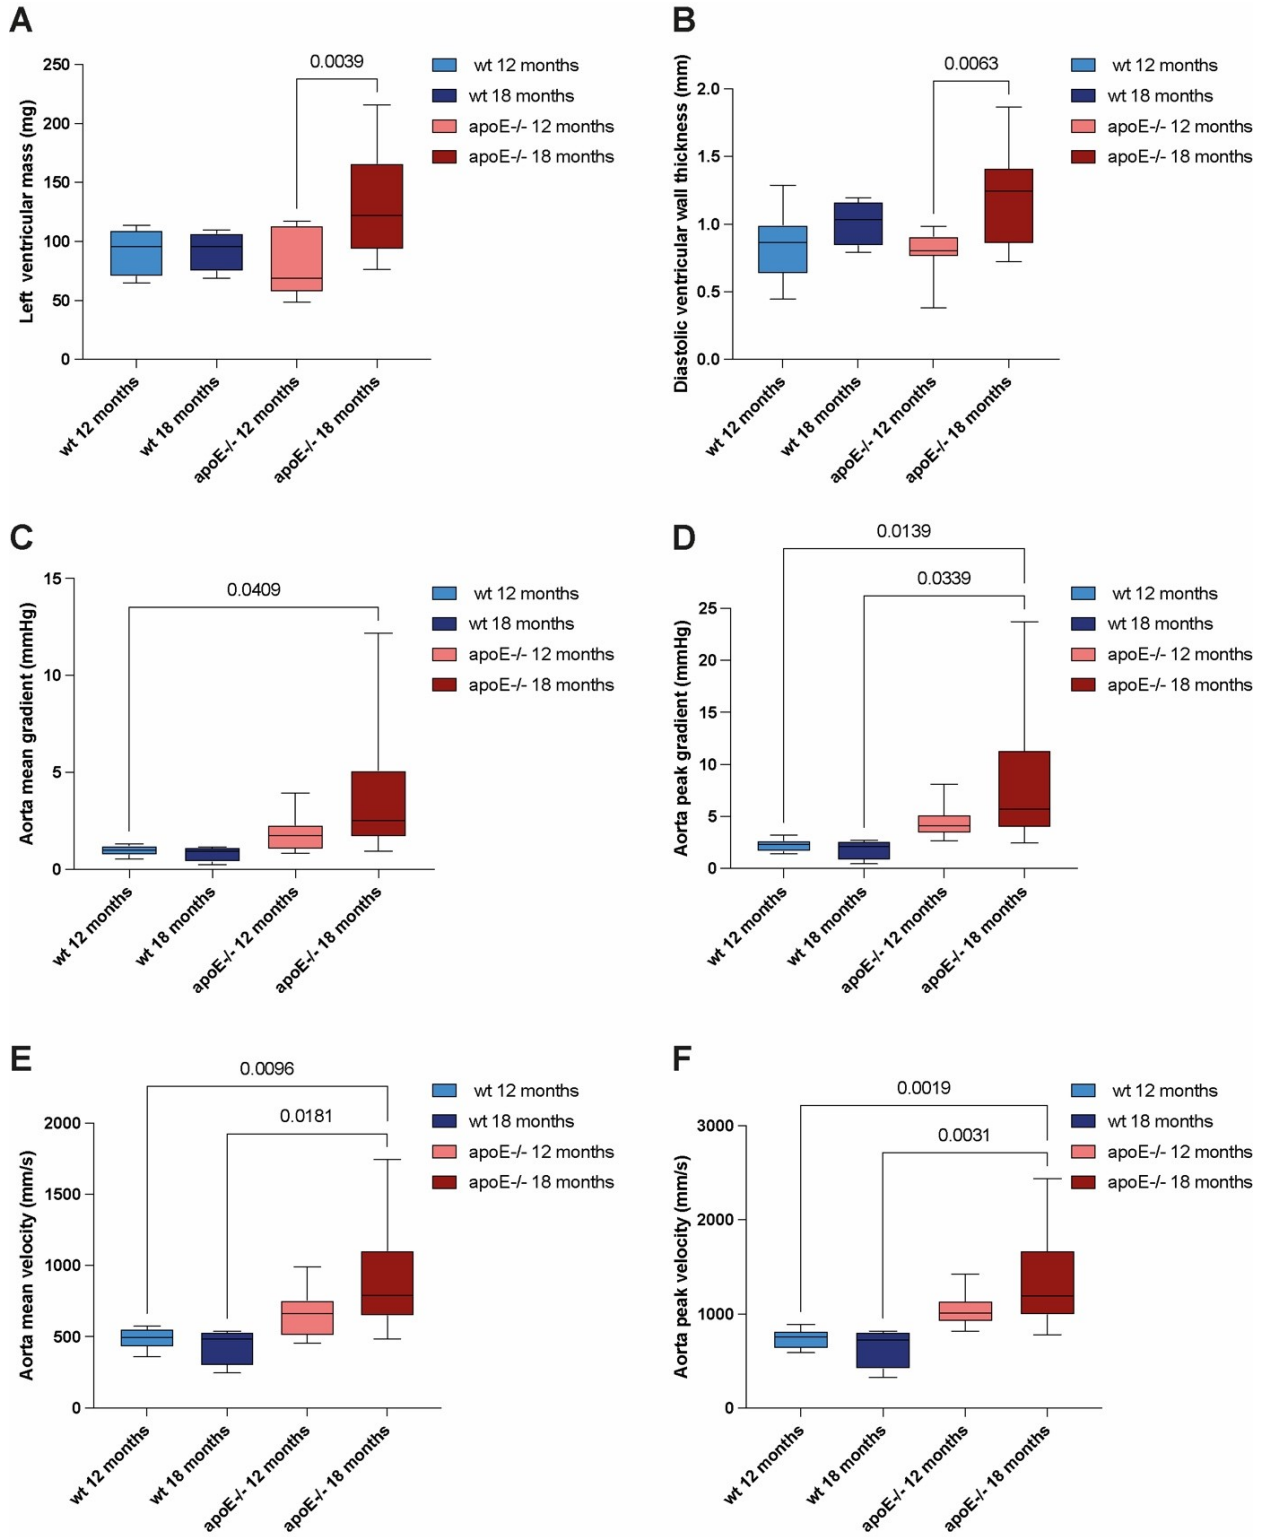 A
Left ventricular mass (mg)
250
200
150
100
50
0
0.0039
wt 12 months
wt 18 months
apoE-/- 12 months
apoE-/- 18 months
wt 12 months
wt 18 months
apoE-/- 12 months
apoE-/- 18 months
B
Diastolic ventricular wall thickness (mm)
2.0
1.5
1.0
0.5
0.0
0.0063
wt 12 months
wt 18 months
apoE-/- 12 months
apoE-/- 18 months
wt 12 months
wt 18 months
apoE-/- 12 months
apoE-/- 18 months
C
Aorta mean gradient (mmHg)
15
10
5
0
0.0409
wt 12 months
wt 18 months
apoE-/- 12 months
apoE-/- 18 months
wt 12 months
wt 18 months
apoE-/- 12 months
apoE-/- 18 months
D
Aorta peak gradient (mmHg)
25
20
15
10
5
0
0.0139
0.0339
wt 12 months
wt 18 months
apoE-/- 12 months
apoE-/- 18 months
wt 12 months
wt 18 months
apoE-/- 12 months
apoE-/- 18 months
E
Aorta mean velocity (mm/s)
2000
1500
1000
500
0
0.0096
0.0181
wt 12 months
wt 18 months
apoE-/- 12 months
apoE-/- 18 months
wt 12 months
wt 18 months
apoE-/- 12 months
apoE-/- 18 months
F
Aorta peak velocity (mm/s)
3000
2000
1000
0
0.0019
0.0031
wt 12 months
wt 18 months
apoE-/- 12 months
apoE-/- 18 months
wt 12 months
wt 18 months
apoE-/- 12 months
apoE-/- 18 months